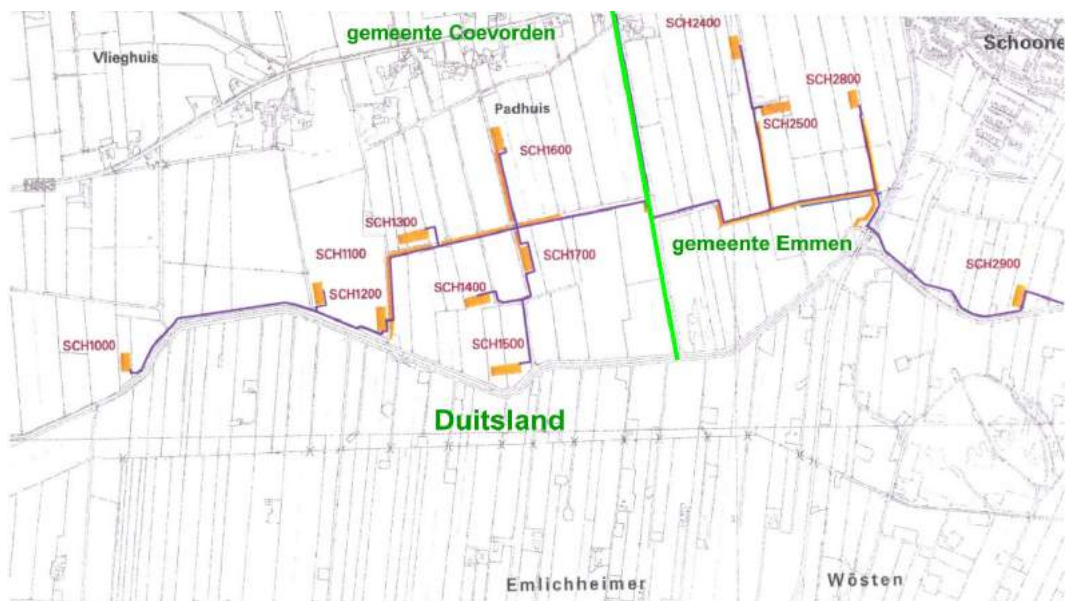 gemeente Coevorden
SCH2400
Schoone
Vlieghuis
SCH2800
Padhuis
SCH2500
SCH1600
SCH1300
gemeente Emmen
SCH1100
SCH1700
SCH2900
SCH1200
SCH1400
SCH1000
SCH1500
Duitsland
Emlichheimer
Wösten